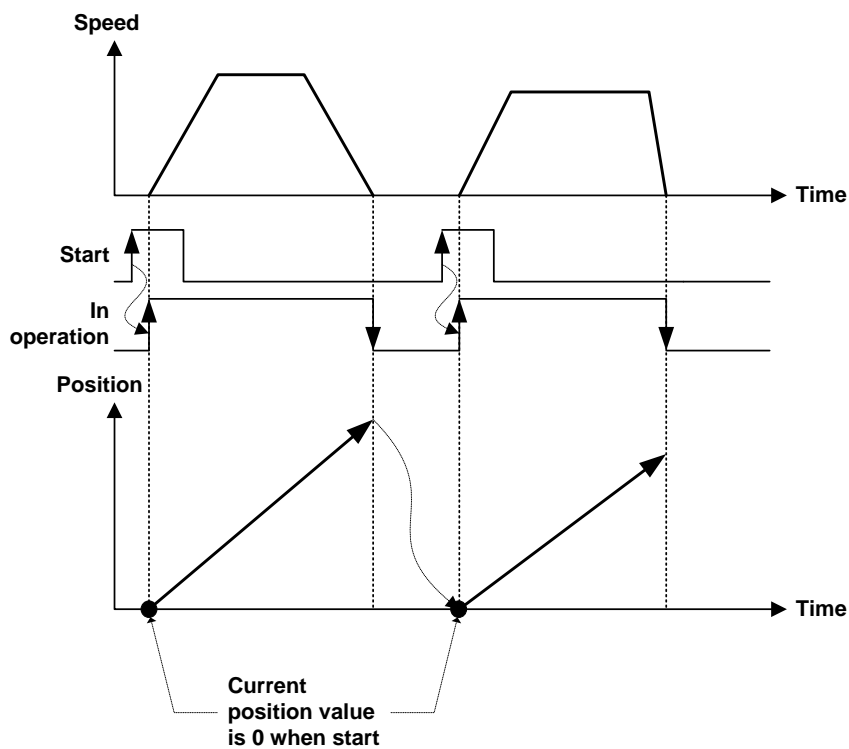 Speed
Time
Start
In
operation
Position
Time
Current
position value
is 0 when start